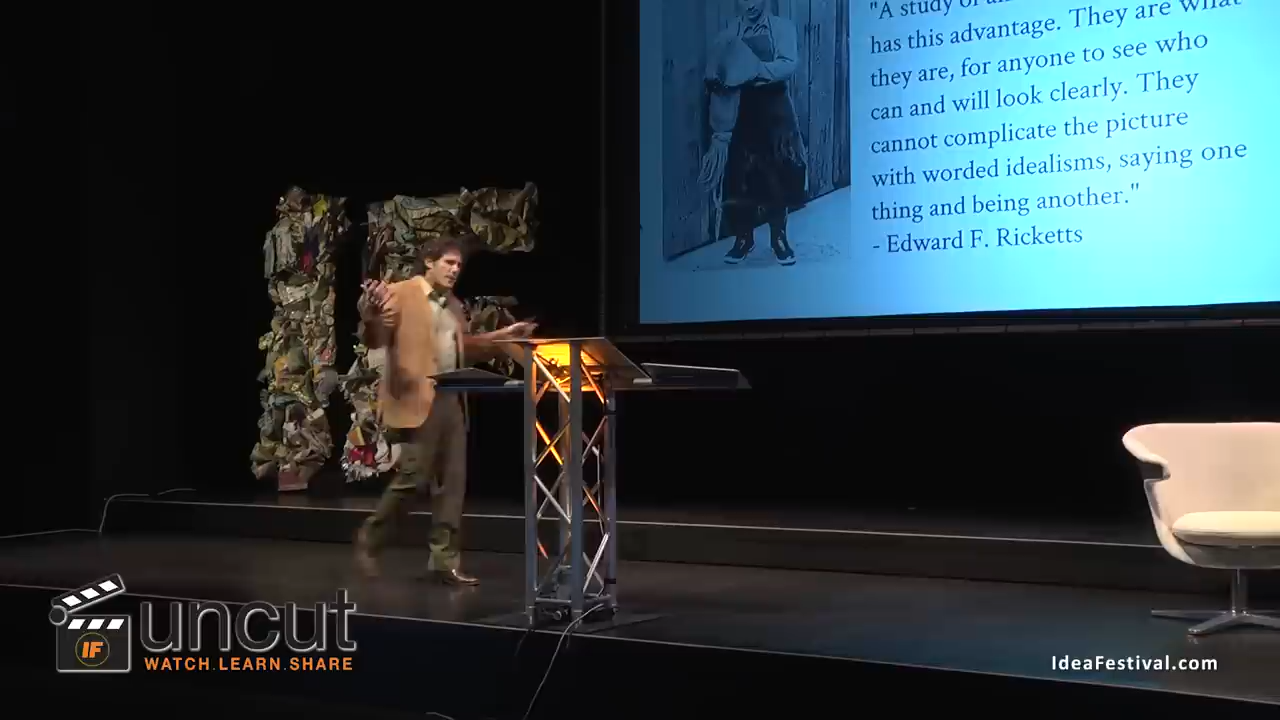 "A study of
has this advantage. They are what
they are, for anyone to see who
can and will look clearly. They
cannot complicate the picture
with worded idealisms, saying one
thing and being another."
- Edward F. Ricketts
IF
uncut
WATCH.LEARN.SHARE
IdeaFestival.com